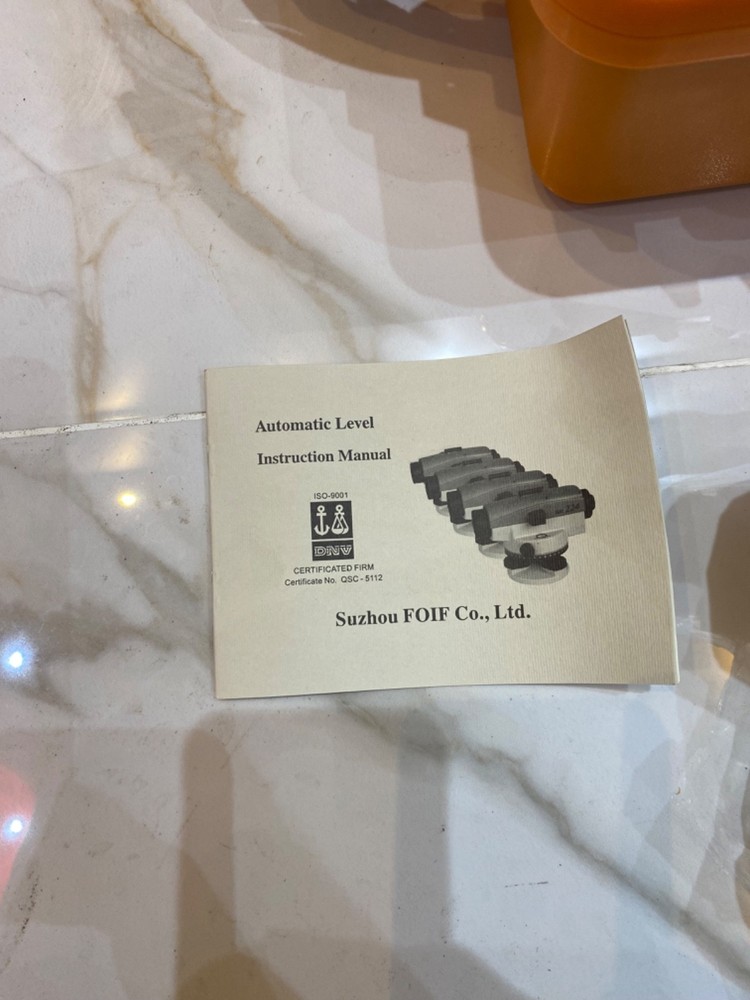 Automatic Level
Instruction Manual
ISO-9001
DNV
CERTIFICATED FIRM
Certificate No. QSC - 5112
Suzhou FOIF Co., Ltd.